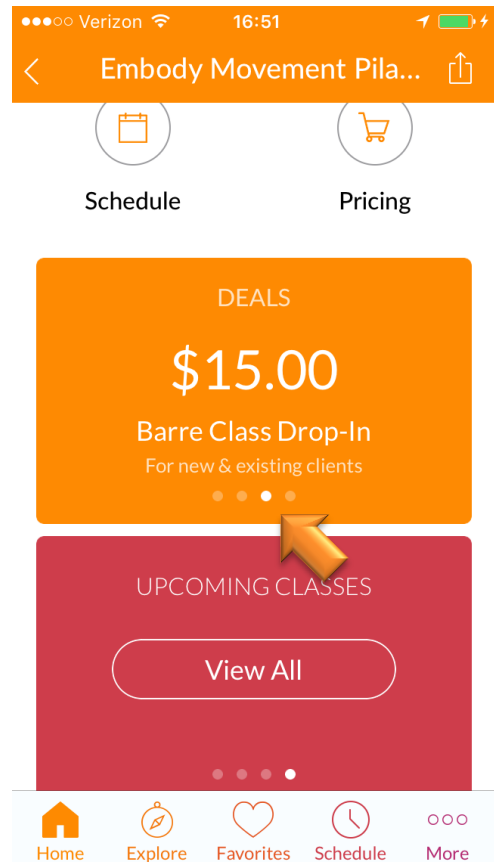 Verizon 16:51
Embody Movement Pila...
Schedule Pricing
DEALS
$15.00
Barre Class Drop-In
For new & existing clients
UPCOMING CLASSES
View All
Home Explore Favorites Schedule More